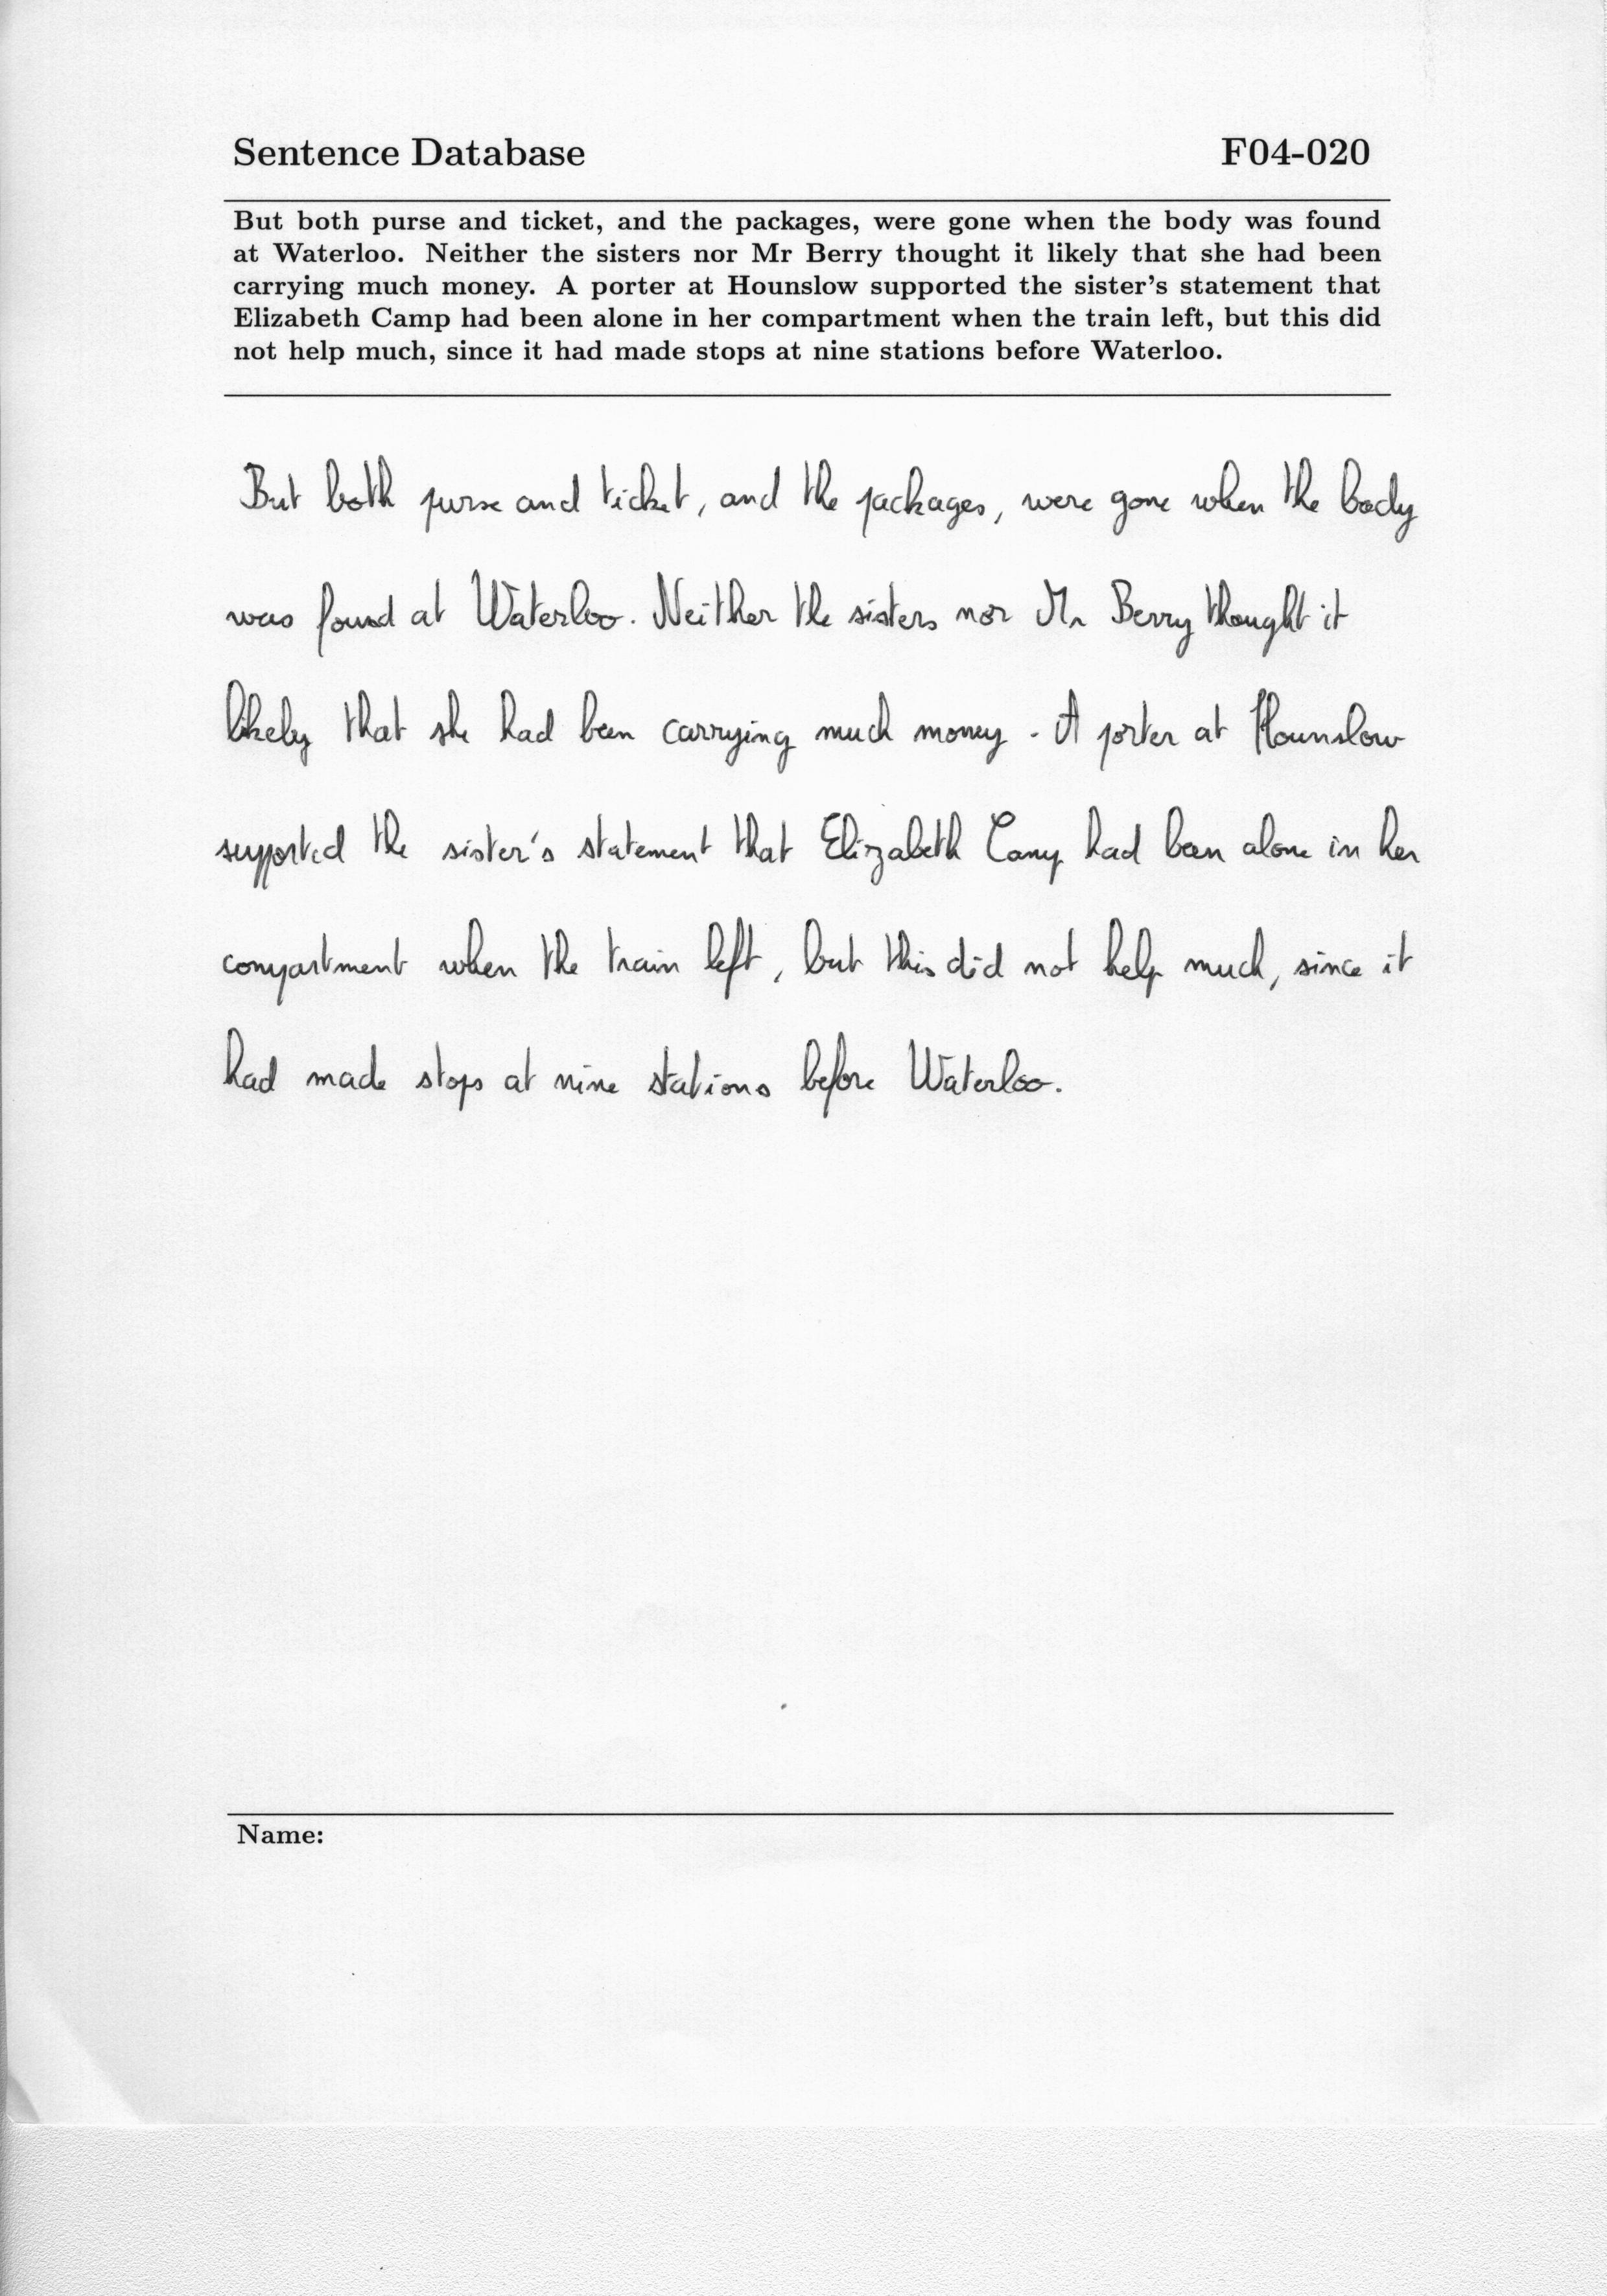 Sentence Database F04-020
But both purse and ticket, and the packages, were gone when the body was found
at Waterloo. Neither the sisters nor Mr Berry thought it likely that she had been
carrying much money. A porter at Hounslow supported the sister's statement that
Elizabeth Camp had been alone in her compartment when the train left, but this did
not help much, since it had made stops at nine stations before Waterloo.
But both purse and ticket, and the packages, were gone when the body
was found at Waterloo. Neither the sisters nor Mr Berry thought it
likely that she had been carrying much money. A porter at Hounslow
supported the sister's statement that Elizabeth Camp had been alone in her
compartment when the train left, but this did not help much, since it
had made stops at nine stations before Waterloo.
Name: